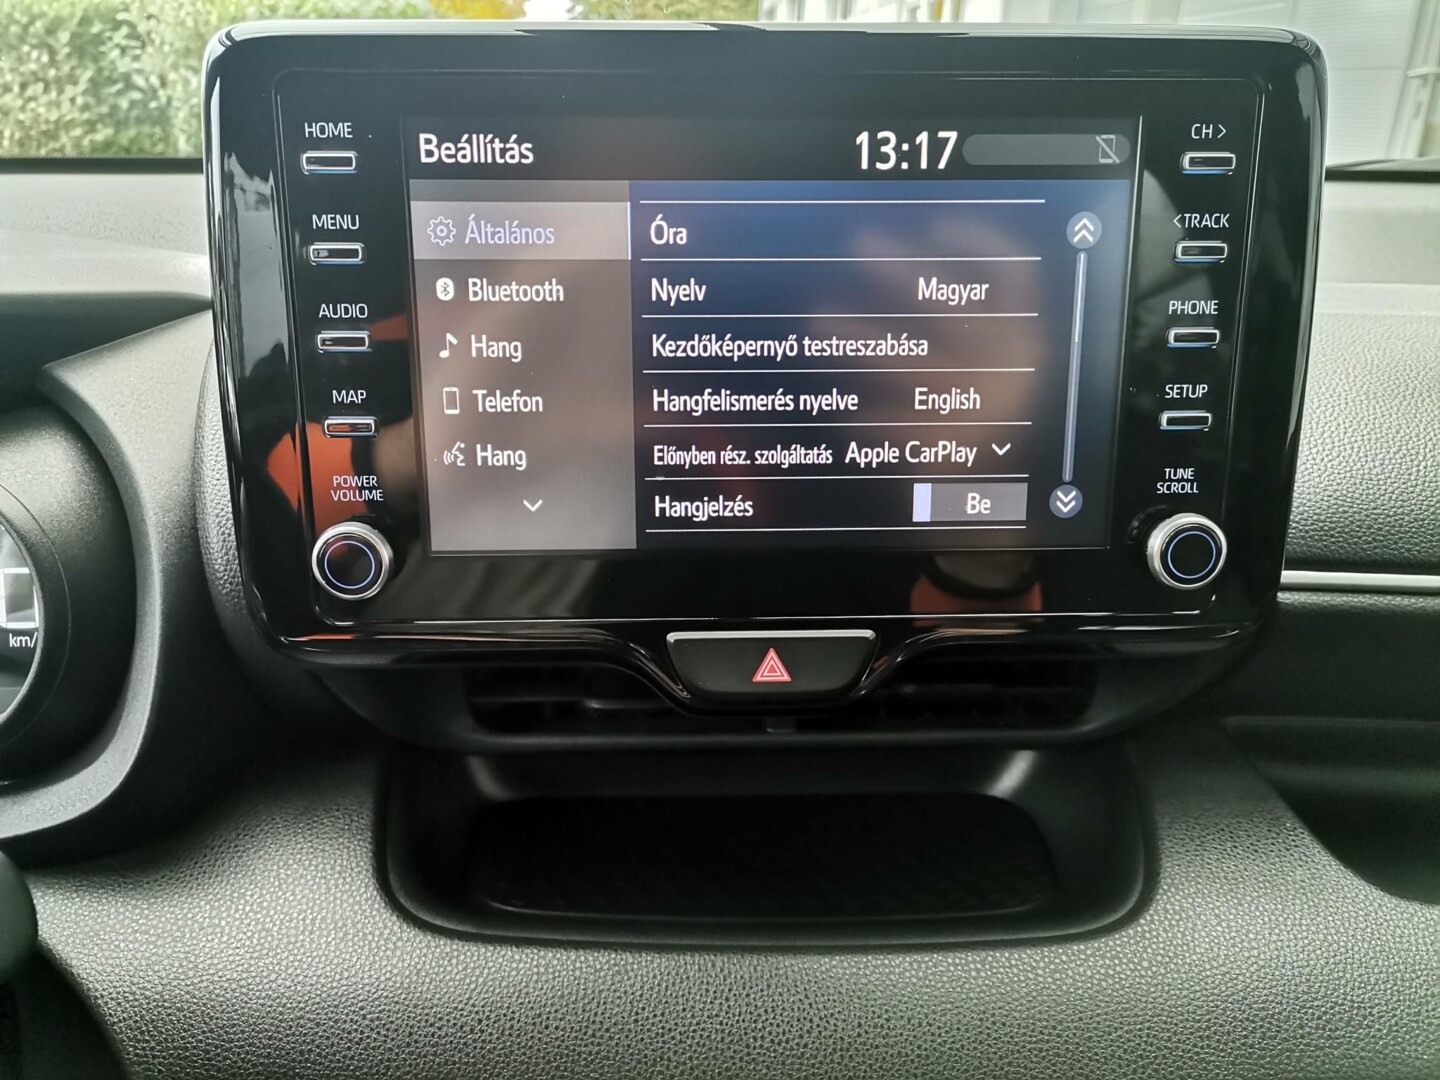 HOME
MENU
AUDIO
MAP
POWER
VOLUME
Beállítás
13:17
Általános
Bluetooth
Hang
Telefon
Hang
Óra
Nyelv Magyar
Kezdőképernyő testreszabása
Hangfelismerés nyelve English
Előnyben rész. szolgáltatás Apple CarPlay
Hangjelzés Be
CH >
< TRACK
PHONE
SETUP
TUNE
SCROLL
km/